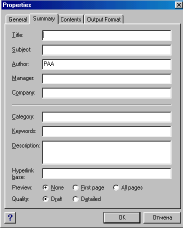 Properties
General Summary Contents Output Format
Title:
Subject:
Author: PAA
Manager:
Company:
Category:
Keywords:
Description:
Hyperlink
base:
Preview: None First page All pages
Quality: Draft Detailed
? OK Отмена